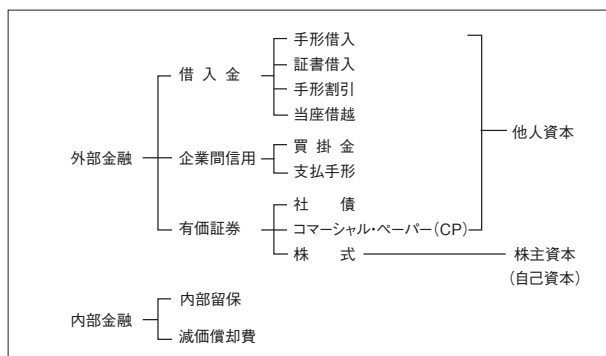 手形借入
証書借入
借入金
手形割引
当座借越
他人資本
買掛金
外部金融
企業間信用
支払手形
社債
有価証券
コマーシャル・ペーパー(CP)
株式
株主資本
(自己資本)
内部留保
内部金融
減価償却費